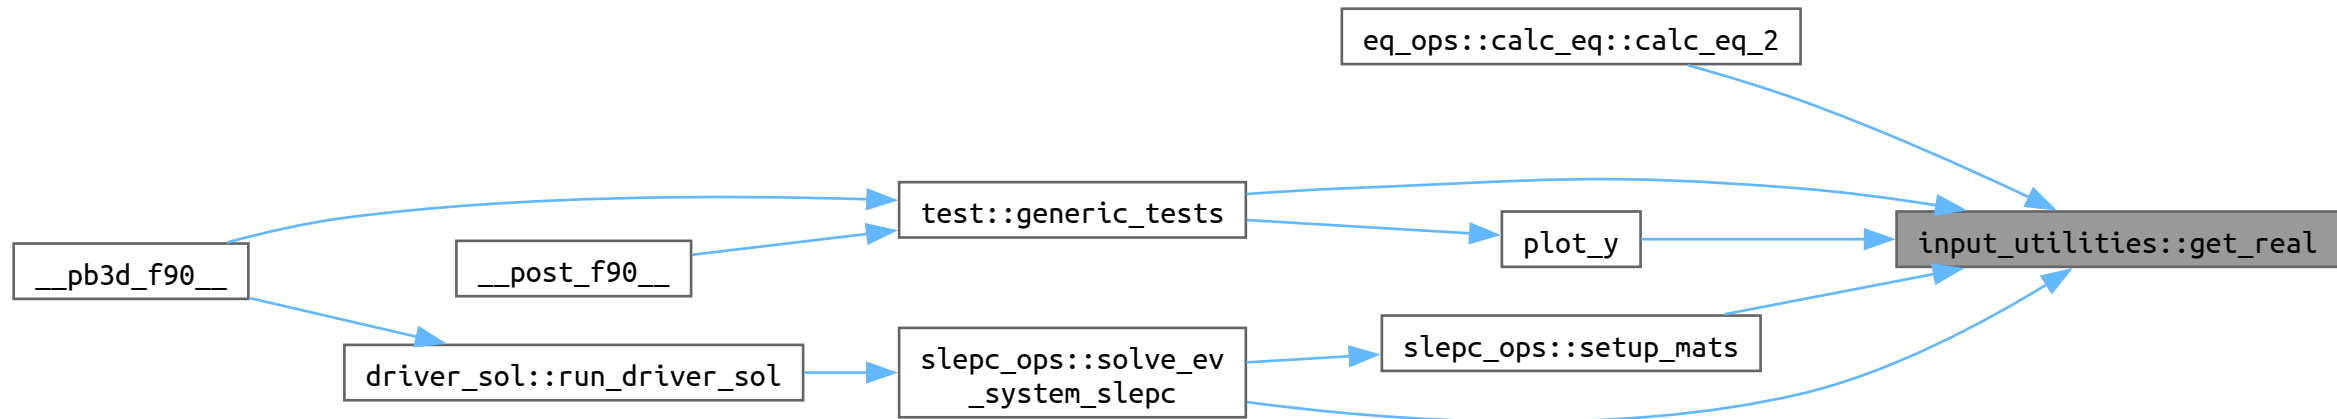 eq_ops::calc_eq::calc_eq_2
test::generic_tests
plot_y
input_utilities::get_real
__pb3d_f90__
__post_f90__
slepc_ops::setup_mats
driver_sol::run_driver_sol
slepc_ops::solve_ev
_system_slepc